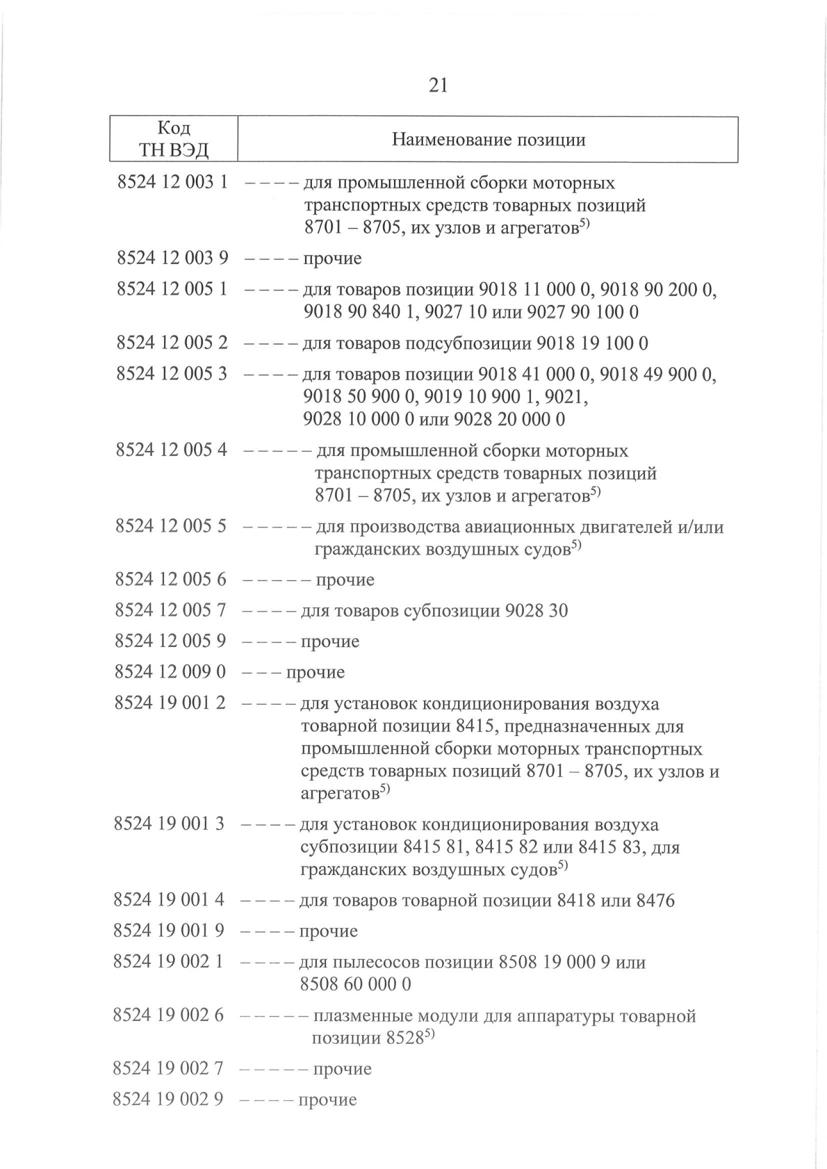 21
Код
ТН ВЭД
Наименование позиции
8524 12 003 1 – – – – для промышленной сборки моторных
транспортных средств товарных позиций
8701 – 8705, их узлов и агрегатов5)
8524 12 003 9 – – – – прочие
8524 12 005 1 – – – – для товаров позиции 9018 11 000 0, 9018 90 200 0,
9018 90 840 1, 9027 10 или 9027 90 100 0
8524 12 005 2 – – – – для товаров подсубпозиции 9018 19 100 0
8524 12 005 3 – – – – для товаров позиции 9018 41 000 0, 9018 49 900 0,
9018 50 900 0, 9019 10 900 1, 9021,
9028 10 000 0 или 9028 20 000 0
8524 12 005 4 – – – – – для промышленной сборки моторных
транспортных средств товарных позиций
8701 – 8705, их узлов и агрегатов5)
8524 12 005 5 – – – – – для производства авиационных двигателей и/или
гражданских воздушных судов5)
8524 12 005 6 – – – – – прочие
8524 12 005 7 – – – – для товаров субпозиции 9028 30
8524 12 005 9 – – – – прочие
8524 12 009 0 – – – прочие
8524 19 001 2 – – – – для установок кондиционирования воздуха
товарной позиции 8415, предназначенных для
промышленной сборки моторных транспортных
средств товарных позиций 8701 – 8705, их узлов и
агрегатов5)
8524 19 001 3 – – – – для установок кондиционирования воздуха
субпозиции 8415 81, 8415 82 или 8415 83, для
гражданских воздушных судов5)
8524 19 001 4 – – – – для товаров товарной позиции 8418 или 8476
8524 19 001 9 – – – – прочие
8524 19 002 1 – – – – для пылесосов позиции 8508 19 000 9 или
8508 60 000 0
8524 19 002 6 – – – – – плазменные модули для аппаратуры товарной
позиции 85285)
8524 19 002 7 – – – – – прочие
8524 19 002 9 – – – – прочие